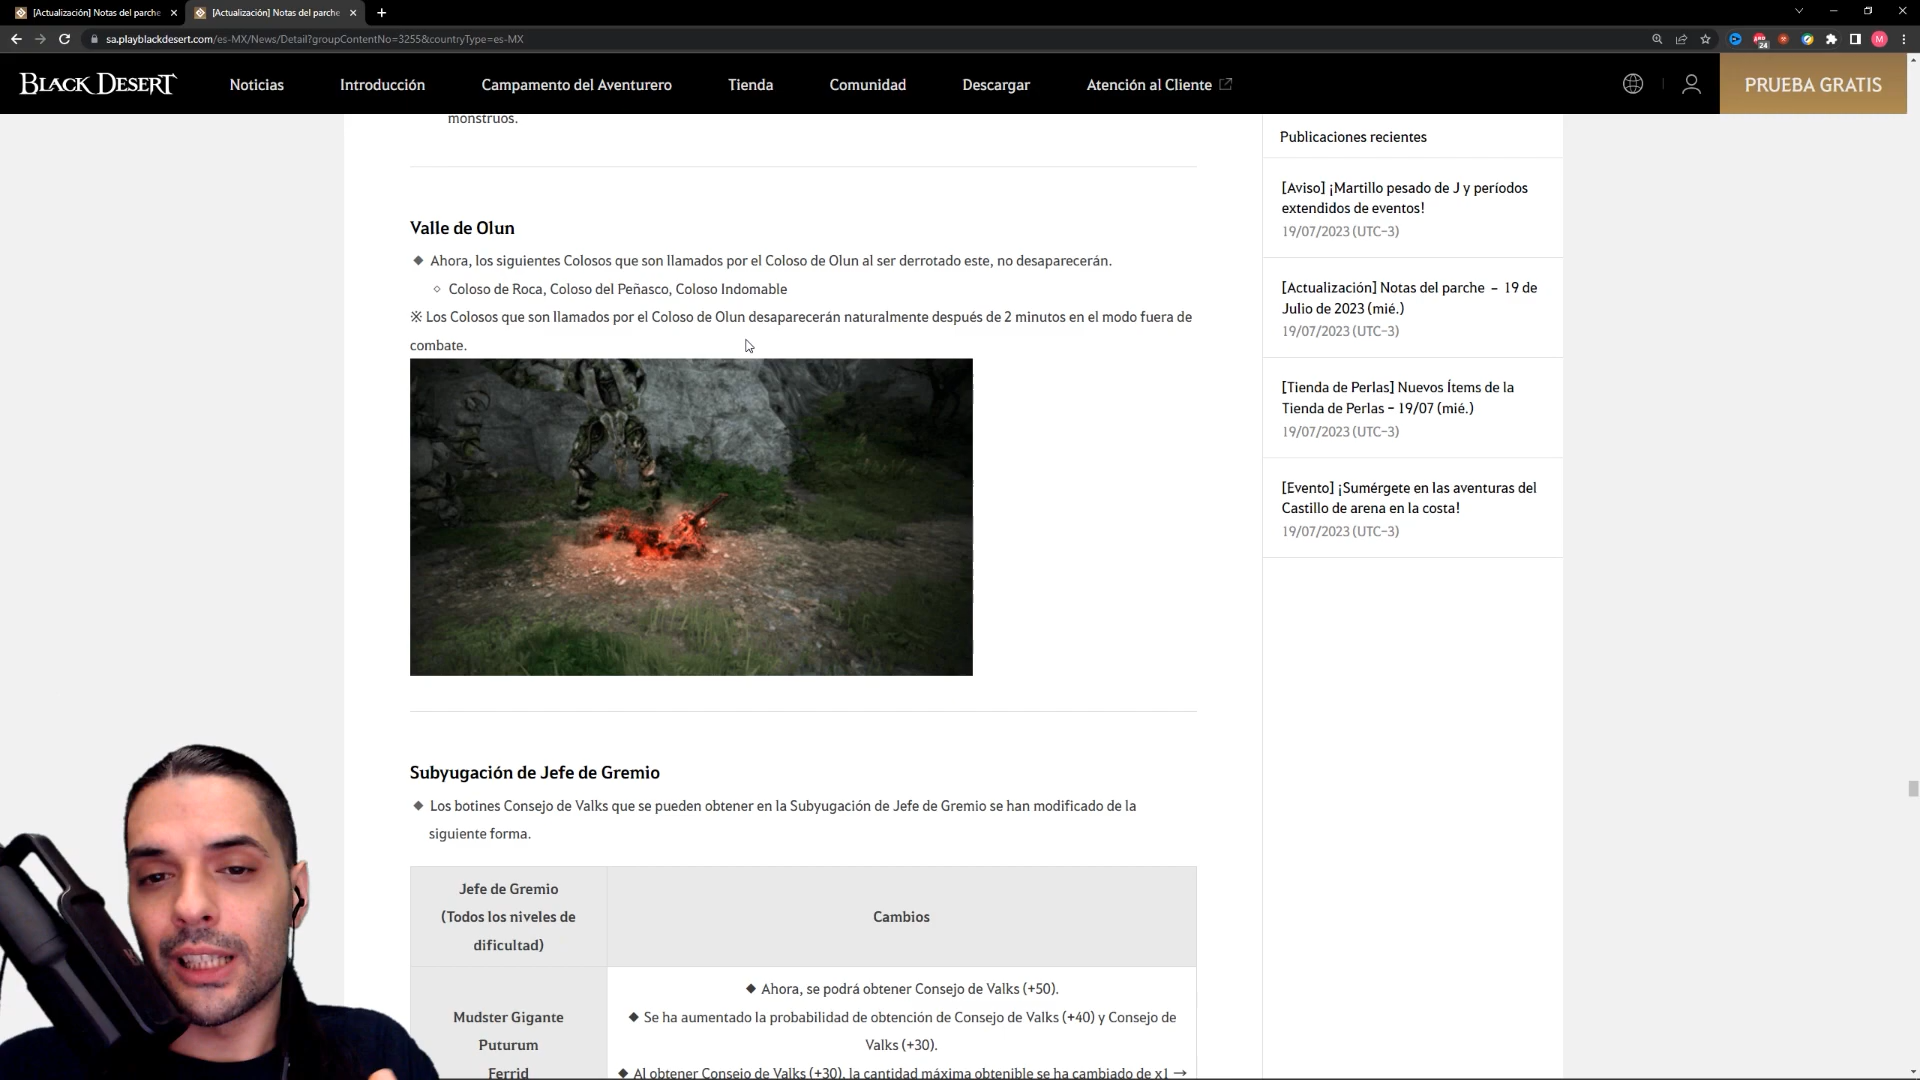 [Actualización] Notas del parche
[Actualización] Notas del parche
sa.playblackdesert.com/es-MX/News/Detail?groupContentNo=3255&countryType=es-MX
24
M
BLACK DESERT
Noticias
Introducción
Campamento del Aventurero
Tienda
Comunidad
Descargar
Atención al Cliente
PRUEBA GRATIS
monstruos.
Valle de Olun
◆ Ahora, los siguientes Colosos que son llamados por el Coloso de Olun al ser derrotado este, no desaparecerán.
◇ Coloso de Roca, Coloso del Peñasco, Coloso Indomable
※ Los Colosos que son llamados por el Coloso de Olun desaparecerán naturalmente después de 2 minutos en el modo fuera de
combate.
Subyugación de Jefe de Gremio
◆ Los botines Consejo de Valks que se pueden obtener en la Subyugación de Jefe de Gremio se han modificado de la
siguiente forma.
Jefe de Gremio
(Todos los niveles de
dificultad)
Cambios
Mudster Gigante
Puturum
Ferrid
◆ Ahora, se podrá obtener Consejo de Valks (+50).
◆ Se ha aumentado la probabilidad de obtención de Consejo de Valks (+40) y Consejo de
Valks (+30).
◆ Al obtener Consejo de Valks (+30), la cantidad máxima obtenible se ha cambiado de x1 →
Publicaciones recientes
[Aviso] ¡Martillo pesado de J y períodos
extendidos de eventos!
19/07/2023 (UTC-3)
[Actualización] Notas del parche – 19 de
Julio de 2023 (mié.)
19/07/2023 (UTC-3)
[Tienda de Perlas] Nuevos Ítems de la
Tienda de Perlas – 19/07 (mié.)
19/07/2023 (UTC-3)
[Evento] ¡Sumérgete en las aventuras del
Castillo de arena en la costa!
19/07/2023 (UTC-3)